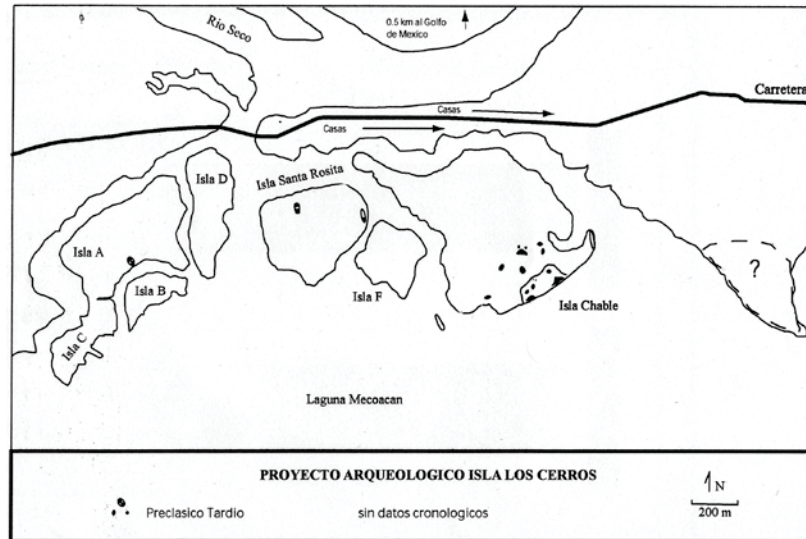 Rio Seco
0.5 km al Golfo
de Mexico
Carretera
Casas
Casas
Isla D
Isla Santa Rosita
Isla A
Isla B
Isla F
Isla C
Isla Chable
?
Laguna Mecoacan
PROYECTO ARQUEOLOGICO ISLA LOS CERROS
Preclasico Tardio
sin datos cronologicos
N
200 m